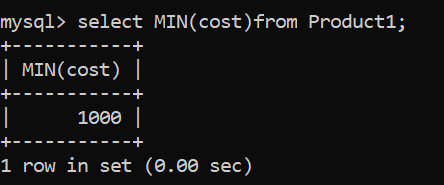 mysql> select MIN(cost)from Product1;
+-----------+
| MIN(cost) |
+-----------+
|      1000 |
+-----------+
1 row in set (0.00 sec)